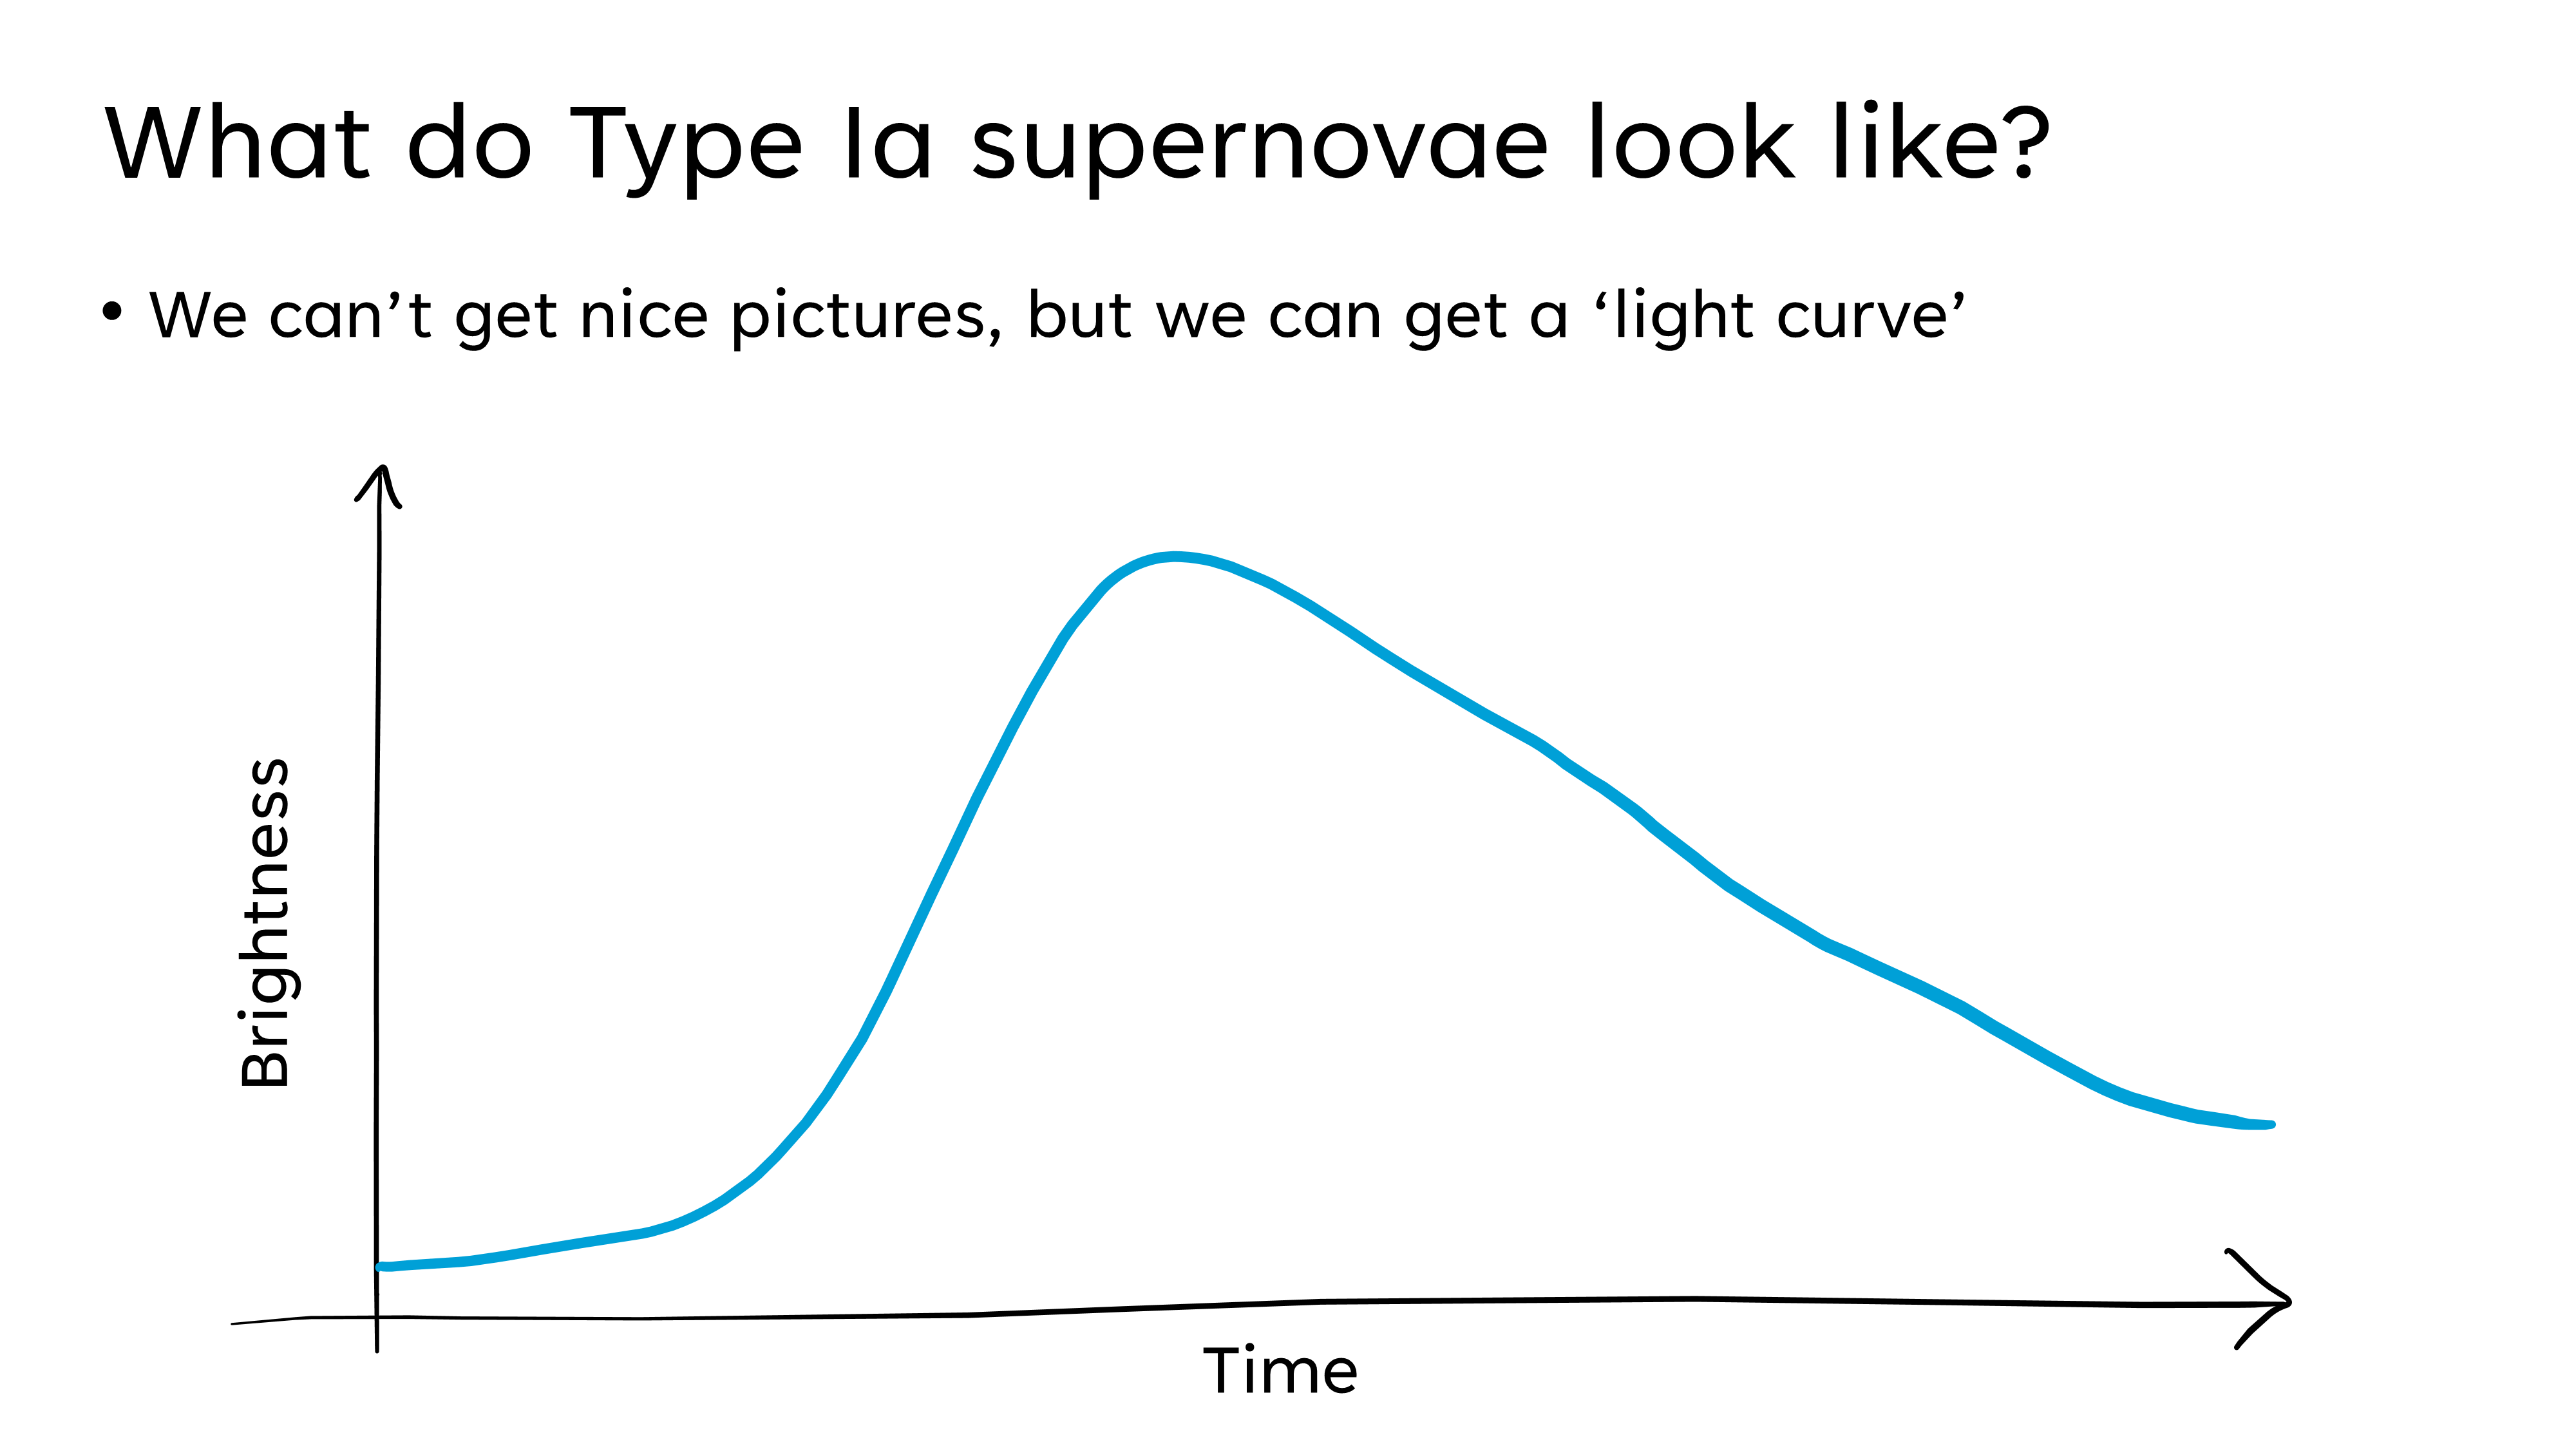 What do Type Ia supernovae look like?
• We can’t get nice pictures, but we can get a ‘light curve’
Brightness
Time